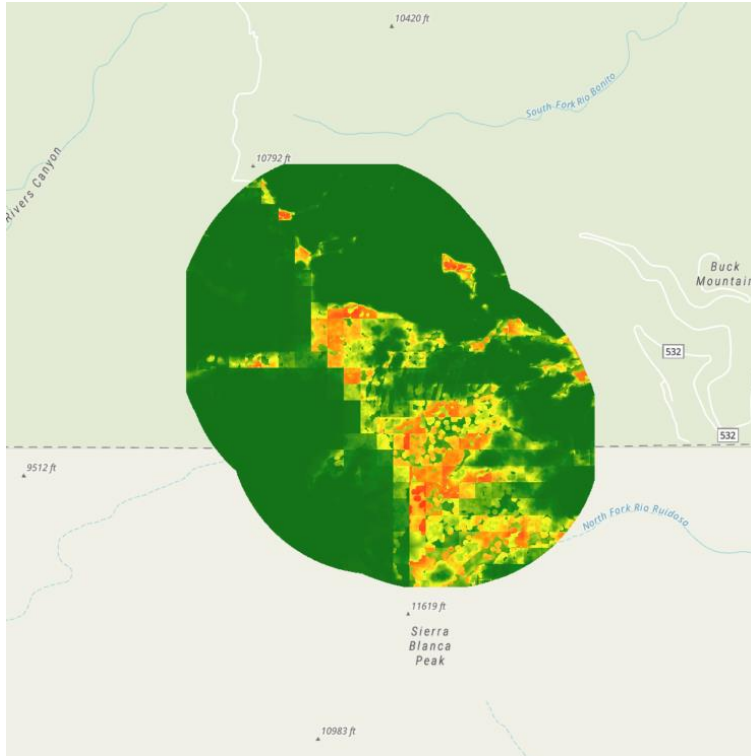 10420 ft
South Fork Rio Bonito
10792 ft
Rivers Canyon
Buck
Mountain
532
532
9512 ft
North Fork Rio Ruidoso
11619 ft
Sierra
Blanca
Peak
10983 ft